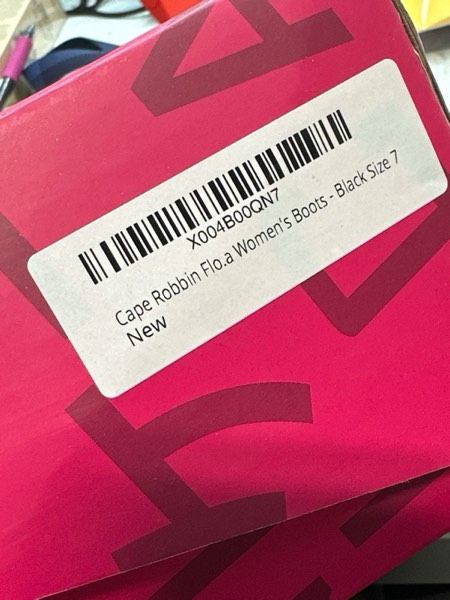 X004B00QN7
Cape Robbin Flo.a Women's Boots - Black Size 7
New